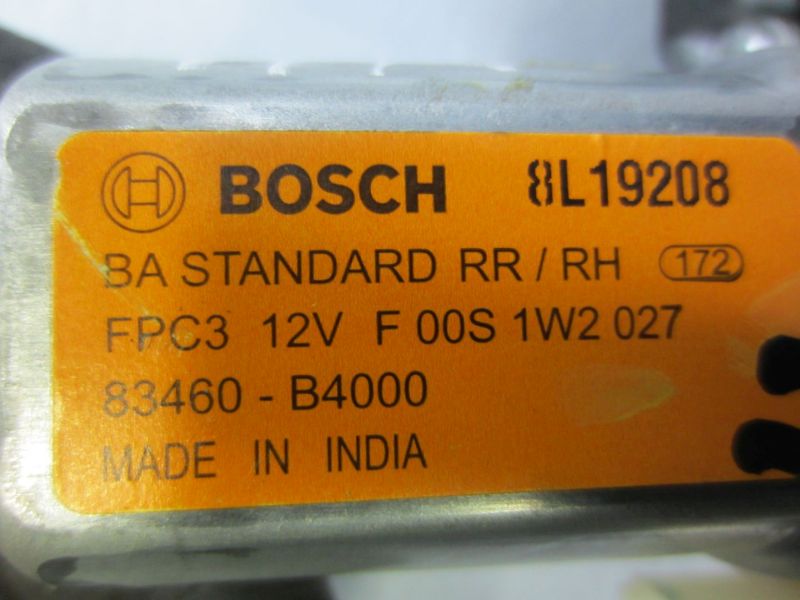 BOSCH 8L19208
BA STANDARD RR / RH 172
FPC3 12V F 00S 1W2 027
83460 - B4000
MADE IN INDIA